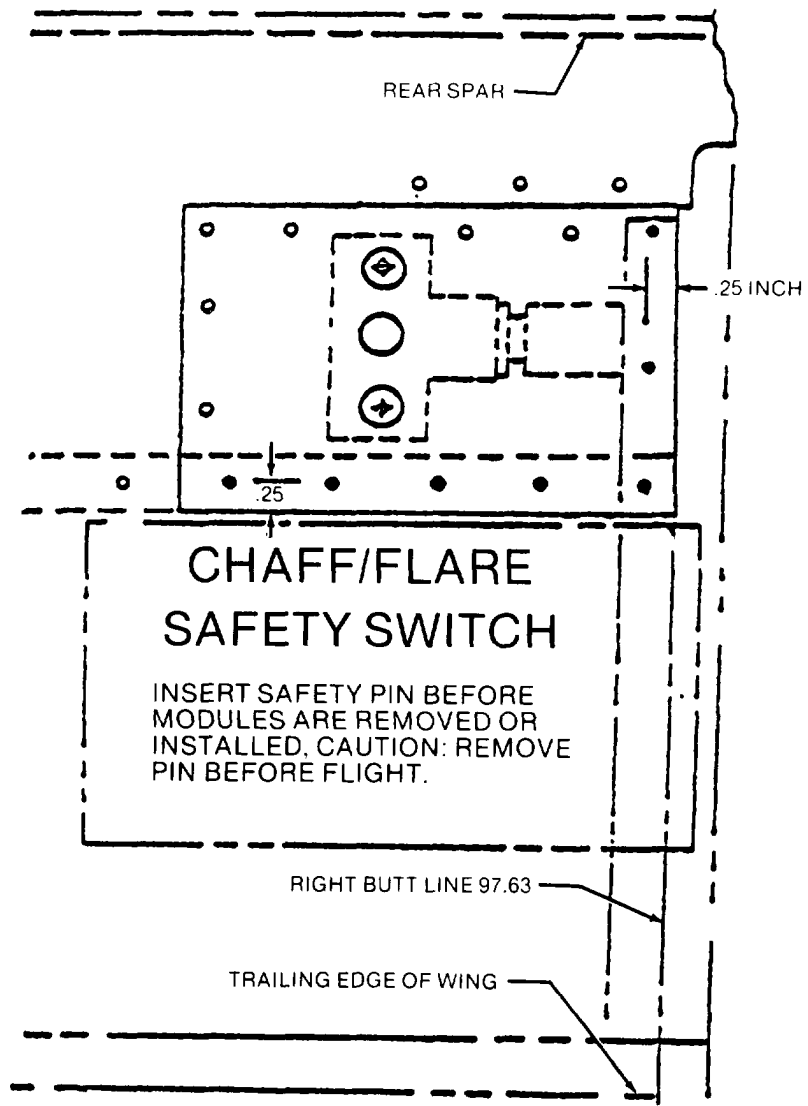 REAR SPAR
.25 INCH
.25
CHAFF/FLARE
SAFETY SWITCH
INSERT SAFETY PIN BEFORE
MODULES ARE REMOVED OR
INSTALLED, CAUTION: REMOVE
PIN BEFORE FLIGHT.
RIGHT BUTT LINE 97.63
TRAILING EDGE OF WING